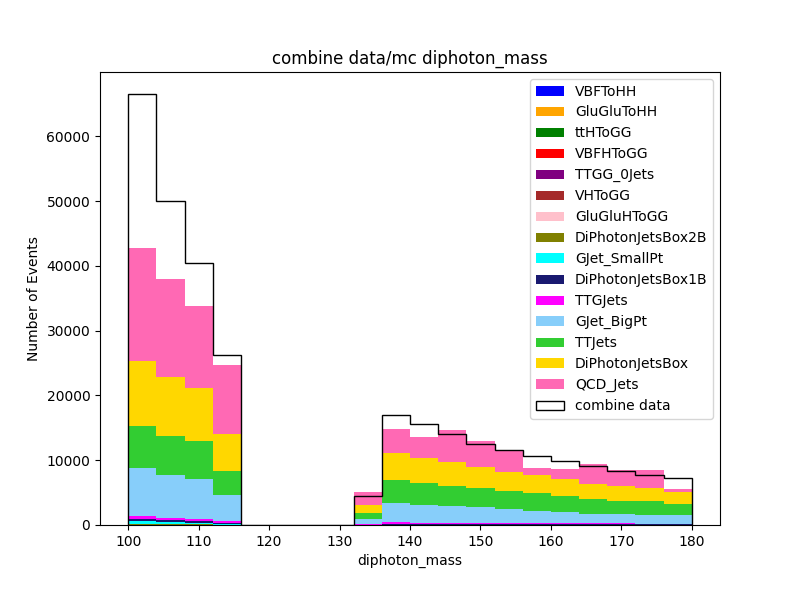 combine data/mc diphoton_mass
Number of Events
60000
50000
40000
30000
20000
10000
0
100
110
120
130
140
150
160
170
180
diphoton_mass
VBFToHH
GluGluToHH
ttHToGG
VBFHToGG
TTGG_0Jets
VHToGG
GluGluHToGG
DiPhotonJetsBox2B
GJet_SmallPt
DiPhotonJetsBox1B
TTGJets
GJet_BigPt
TTJets
DiPhotonJetsBox
QCD_Jets
combine data